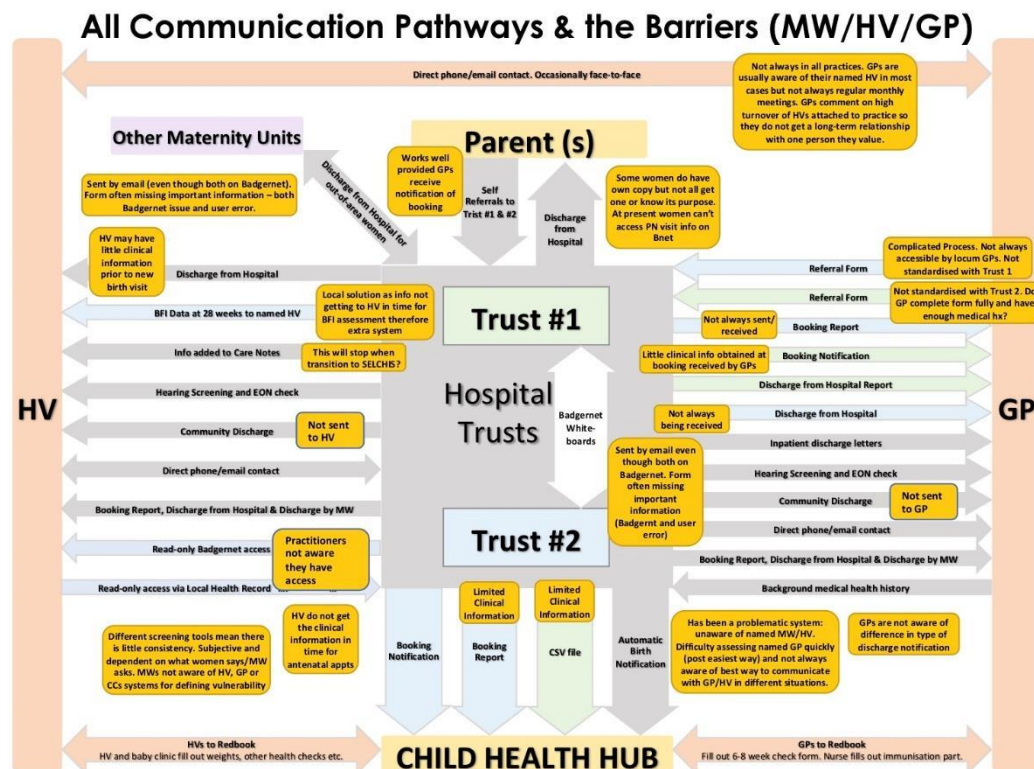 All Communication Pathways & the Barriers (MW/HV/GP)
Direct phone/email contact. Occasionally face-to-face
Not always in all practices. GPs are
usually aware of their named HV in most
cases but not always regular monthly
meetings. GPs comment on high
turnover of HVs attached to practice so
they do not get a long-term relationship
with one person they value.
Other Maternity Units
Parent (s)
Sent by email (even though both on Badgernet).
Form often missing important information – both
Badgernet issue and user error.
Discharge from Hospital for
out-of-area women
Works well
provided GPs
receive
notification of
booking
Self
Referrals to
Trist #1 & #2
Discharge
from
Hospital
Some women do have
own copy but not all get
one or know its purpose.
At present women can't
access PN visit info on
Bnet
HV may have
little clinical
information
prior to new
birth visit
Discharge from Hospital
BFI Data at 28 weeks to named HV
Local solution as info not
getting to HV in time for
BFI assessment therefore
extra system
Info added to Care Notes
This will stop when
transition to SELCHIS?
Hearing Screening and EON check
HV
Community Discharge
Not sent
to HV
Direct phone/email contact
Booking Report, Discharge from Hospital & Discharge by MW
Read-only Badgernet access
Practitioners
not aware
they have
access
Read-only access via Local Health Record
Trust #1
Hospital
Trusts
Badgernet
White-
boards
Trust #2
Complicated Process. Not always
accessible by locum GPs. Not
standardised with Trust 1
Referral Form
Referral Form
Not standardised with Trust 2. Do
GP complete form fully and have
enough medical hx?
Not always sent/
received
Booking Report
Little clinical info obtained at
booking received by GPs
Booking Notification
Discharge from Hospital Report
GP
Not always
being received
Discharge from Hospital
Inpatient discharge letters
Sent by email even
though both on
Badgernet. Form
often missing
important
information
(Badgernt and user
error)
Hearing Screening and EON check
Community Discharge
Not sent
to GP
Direct phone/email contact
Booking Report, Discharge from Hospital & Discharge by MW
Background medical health history
Different screening tools mean there
is little consistency. Subjective and
dependent on what women says/MW
asks. MWs not aware of HV, GP or
CCs systems for defining vulnerability
HV do not get
the clinical
information in
time for
antenatal appts
Booking
Notification
Limited
Clinical
Information
Booking
Report
Limited
Clinical
Information
CSV file
Automatic
Birth
Notification
Has been a problematic system:
unaware of named MW/HV.
Difficulty assessing named GP quickly
(post easiest way) and not always
aware of best way to communicate
with GP/HV in different situations.
GPs are not aware of
difference in type of
discharge notification
HVs to Redbook
HV and baby clinic fill out weights, other health checks etc.
CHILD HEALTH HUB
GPs to Redbook
Fill out 6-8 week check form. Nurse fills out immunisation part.